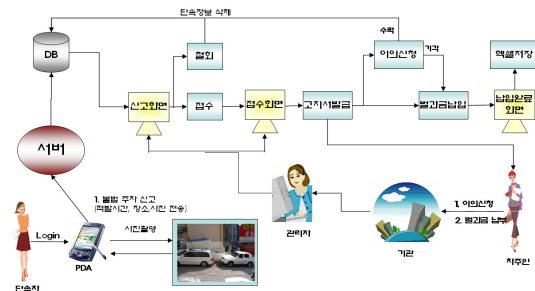 단속정보 삭제
수락
DB
철회
이의신청
기각
엑셀저장
신고화면
접수
접수화면
고지서발급
벌과금납입
납입완료
화면
서버
1. 불법 주차 신고
(적발시간, 장소사진 전송)
사진촬영
Login
단속자
PDA
관리자
기관
1. 이의신청
2. 벌과금 납부
차주인